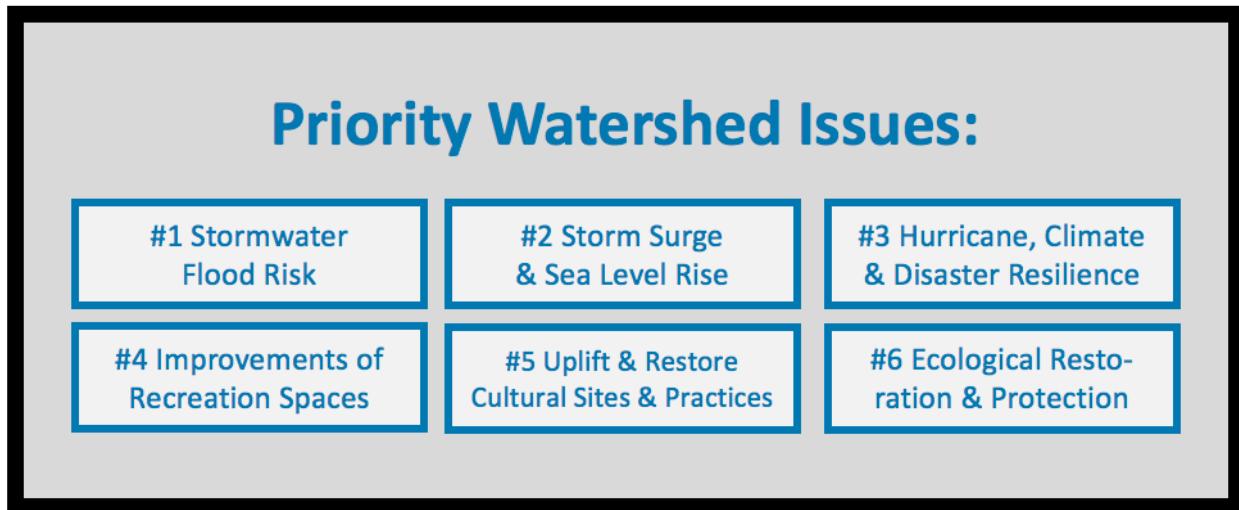 Priority Watershed Issues:
#1 Stormwater
Flood Risk
#2 Storm Surge
& Sea Level Rise
#3 Hurricane, Climate
& Disaster Resilience
#4 Improvements of
Recreation Spaces
#5 Uplift & Restore
Cultural Sites & Practices
#6 Ecological Resto-
ration & Protection